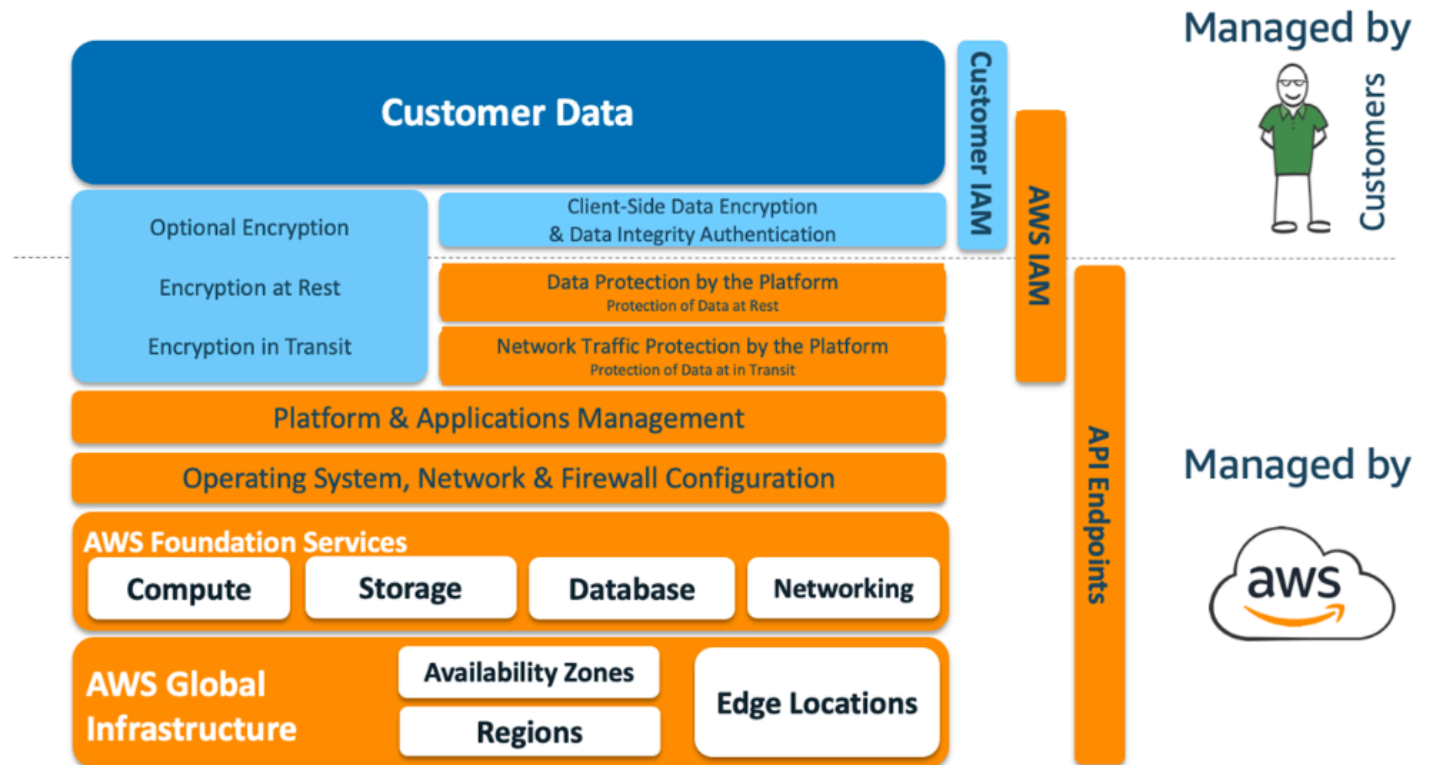 Managed by
Customers
Customer Data
Customer IAM
AWS IAM
Optional Encryption
Encryption at Rest
Encryption in Transit
Client-Side Data Encryption
& Data Integrity Authentication
Data Protection by the Platform
Protection of Data at Rest
Network Traffic Protection by the Platform
Protection of Data at in Transit
Platform & Applications Management
Operating System, Network & Firewall Configuration
API Endpoints
Managed by
aws
AWS Foundation Services
Compute
Storage
Database
Networking
AWS Global
Infrastructure
Availability Zones
Regions
Edge Locations